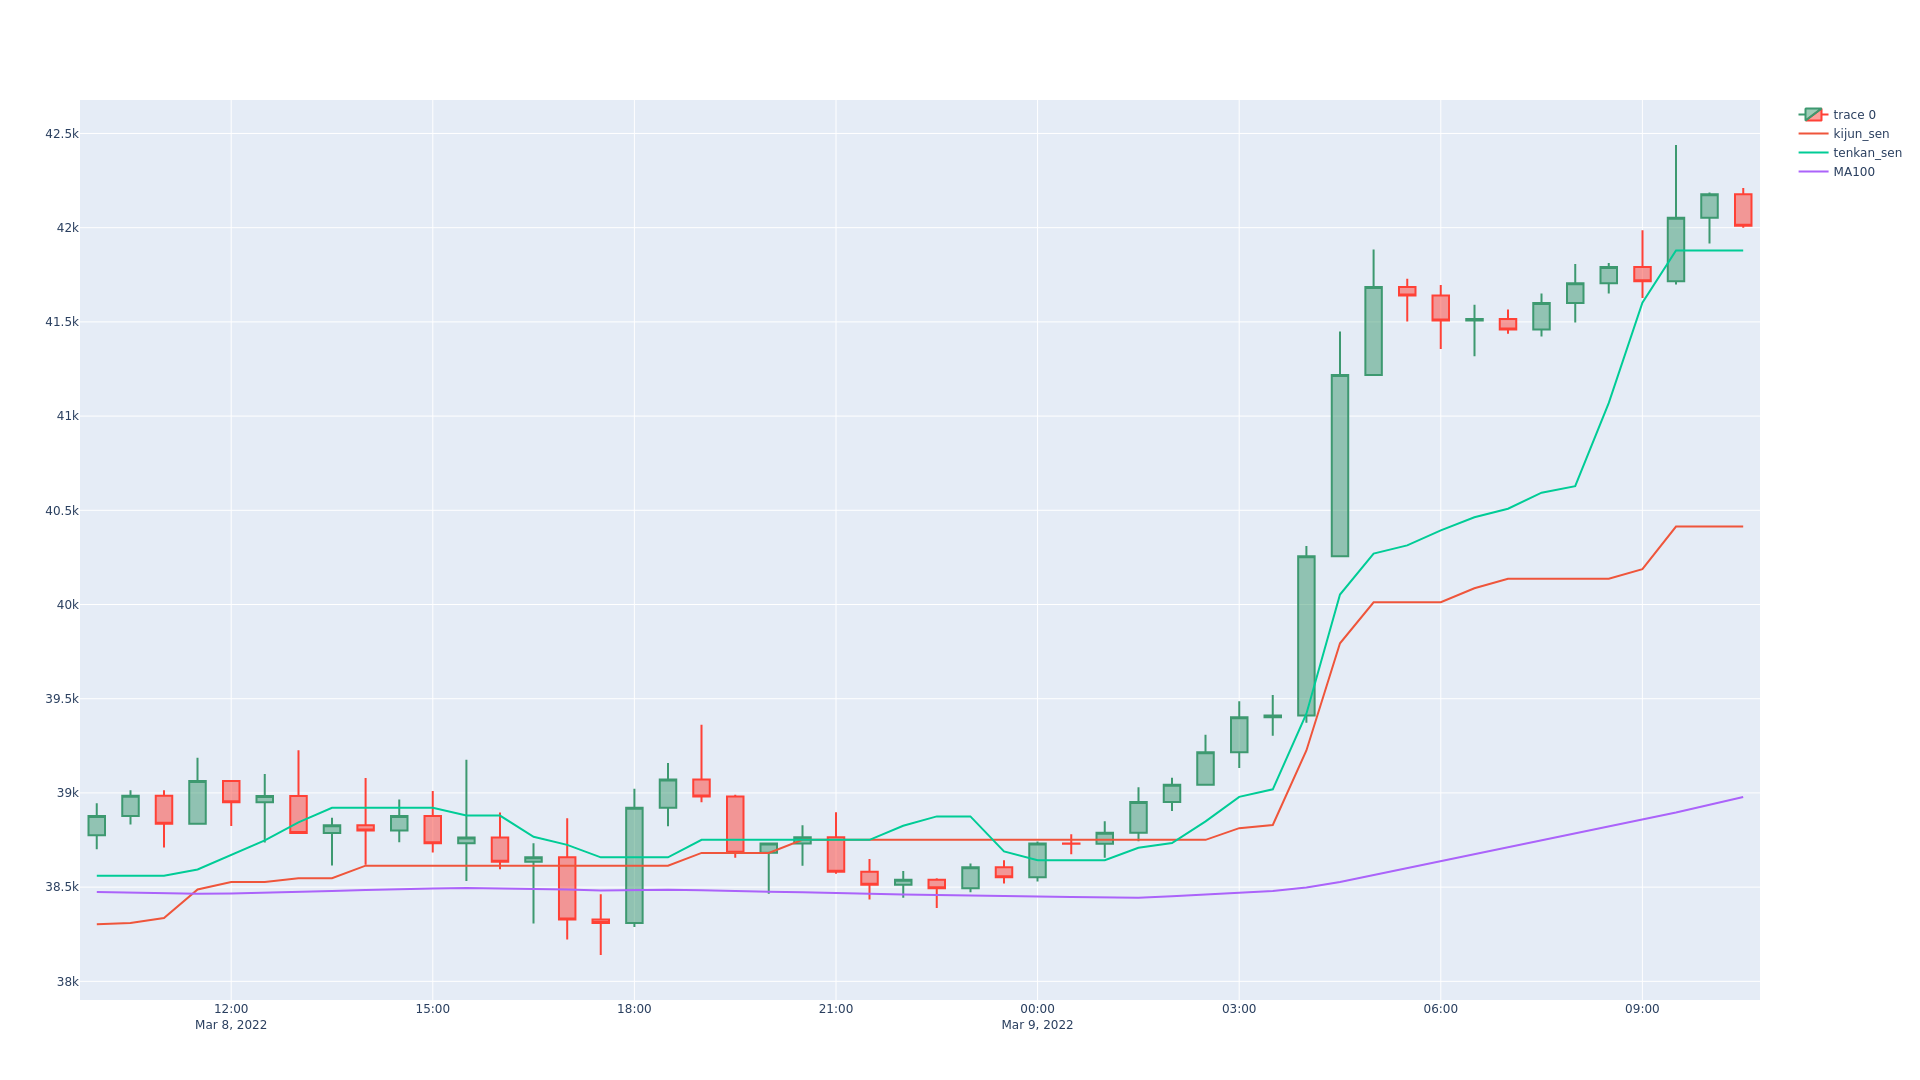 42.5k
42k
41.5k
41k
40.5k
40k
39.5k
39k
38.5k
38k
12:00
Mar 8, 2022
15:00
18:00
21:00
00:00
Mar 9, 2022
03:00
06:00
09:00
trace 0
kijun_sen
tenkan_sen
MA100